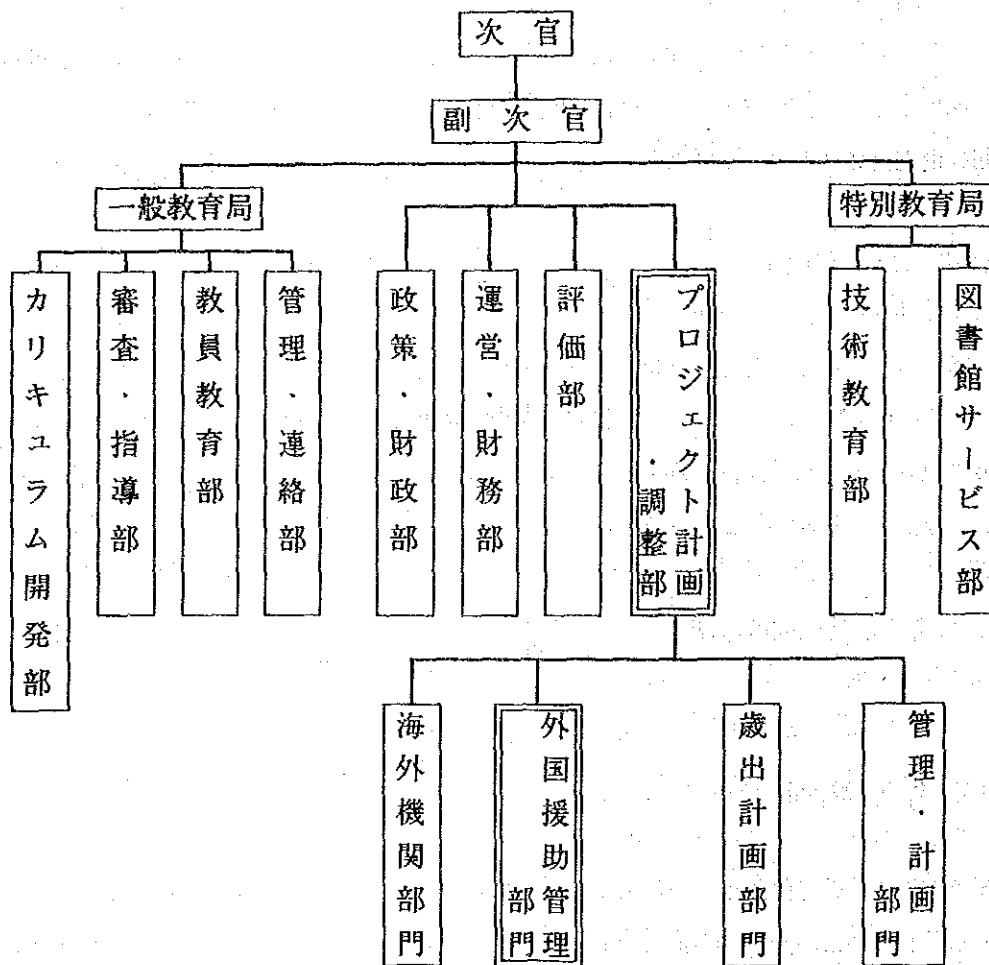 次官
副次官
一般教育局
特別教育局
カリキュラム開発部
審査・指導部
教員教育部
管理・連絡部
政策・財政部
運営・財務部
評価部
プロジェクト計画
・調整部
技術教育部
図書館サービス部
海外機関部門
外国援助管理
部門
歳出計画部門
管理・計画
部門